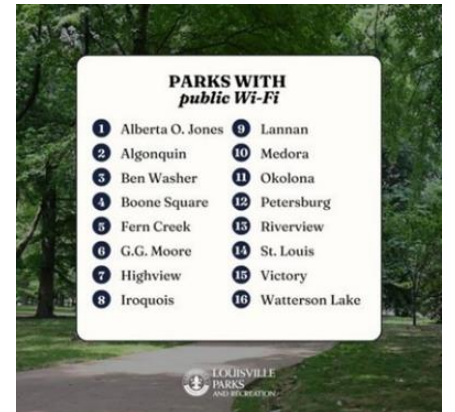 PARKS WITH
public Wi-Fi
1 Alberta O. Jones
2 Algonquin
3 Ben Washer
4 Boone Square
5 Fern Creek
6 G.G. Moore
7 Highview
8 Iroquois
9 Lannan
10 Medora
11 Okolona
12 Petersburg
13 Riverview
14 St. Louis
15 Victory
16 Watterson Lake
LOUISVILLE
PARKS
AND RECREATION